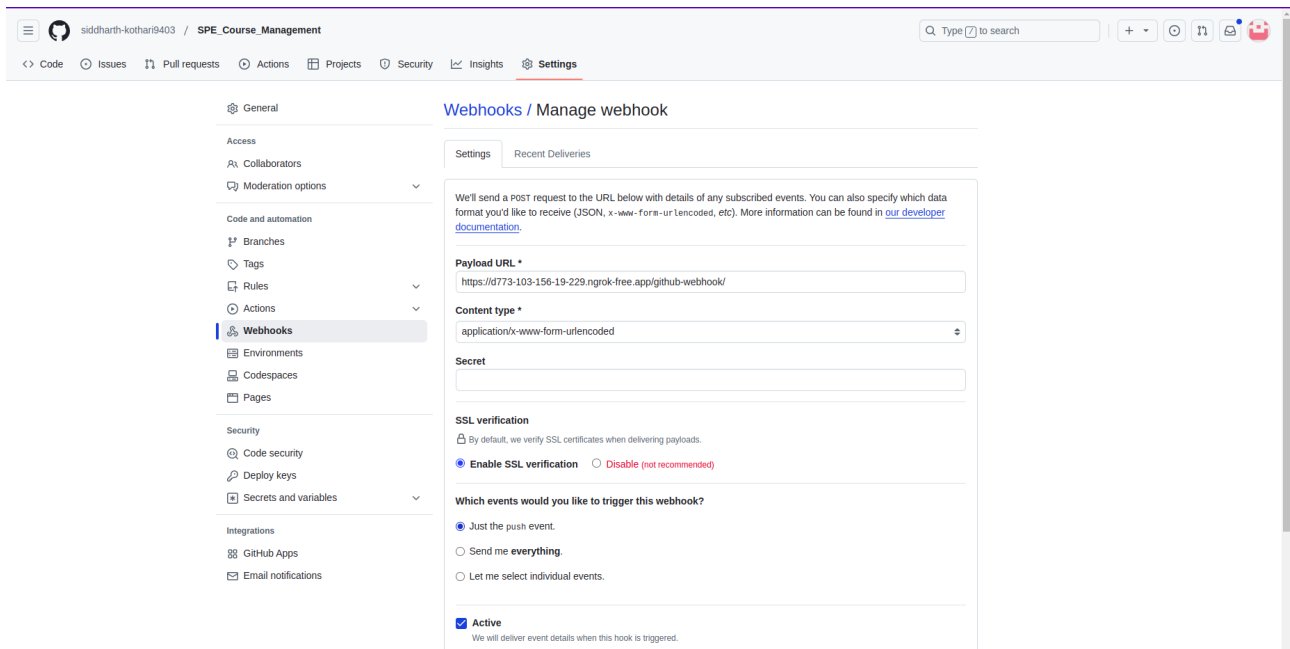 siddharth-kothari9403 / SPE_Course_Management
Type / to search
Code Issues Pull requests Actions Projects Security Insights Settings
General
Access
Collaborators
Moderation options
Code and automation
Branches
Tags
Rules
Actions
Webhooks
Environments
Codespaces
Pages
Security
Code security
Deploy keys
Secrets and variables
Integrations
GitHub Apps
Email notifications
Webhooks / Manage webhook
Settings Recent Deliveries
We'll send a POST request to the URL below with details of any subscribed events. You can also specify which data
format you'd like to receive (JSON, x-www-form-urlencoded, etc). More information can be found in our developer
documentation.
Payload URL *
https://d773-103-156-19-229.ngrok-free.app/github-webhook/
Content type *
application/x-www-form-urlencoded
Secret
SSL verification
By default, we verify SSL certificates when delivering payloads.
Enable SSL verification Disable (not recommended)
Which events would you like to trigger this webhook?
Just the push event.
Send me everything.
Let me select individual events.
Active
We will deliver event details when this hook is triggered.